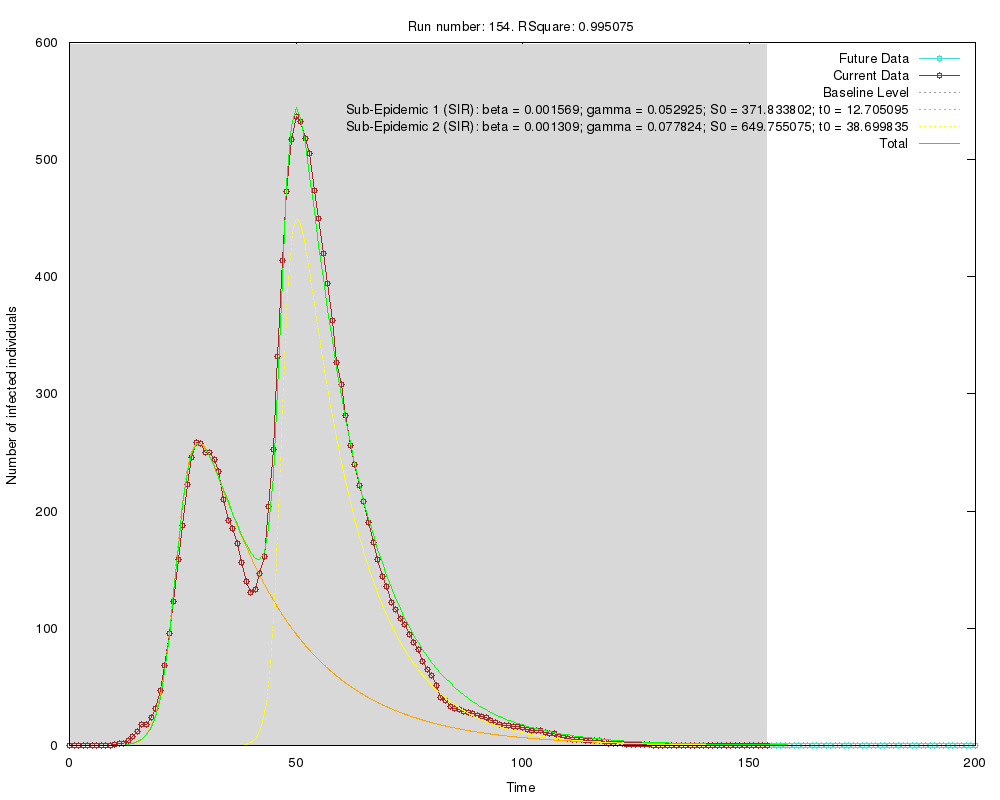 Run number: 154. RSquare: 0.995075
600
500
400
300
200
100
0
Number of infected individuals
Future Data
Current Data
Baseline Level
Sub-Epidemic 1 (SIR): beta = 0.001569; gamma = 0.052925; S0 = 371.833802; t0 = 12.705095
Sub-Epidemic 2 (SIR): beta = 0.001309; gamma = 0.077824; S0 = 649.755075; t0 = 38.699835
Total
0
50
100
150
200
Time